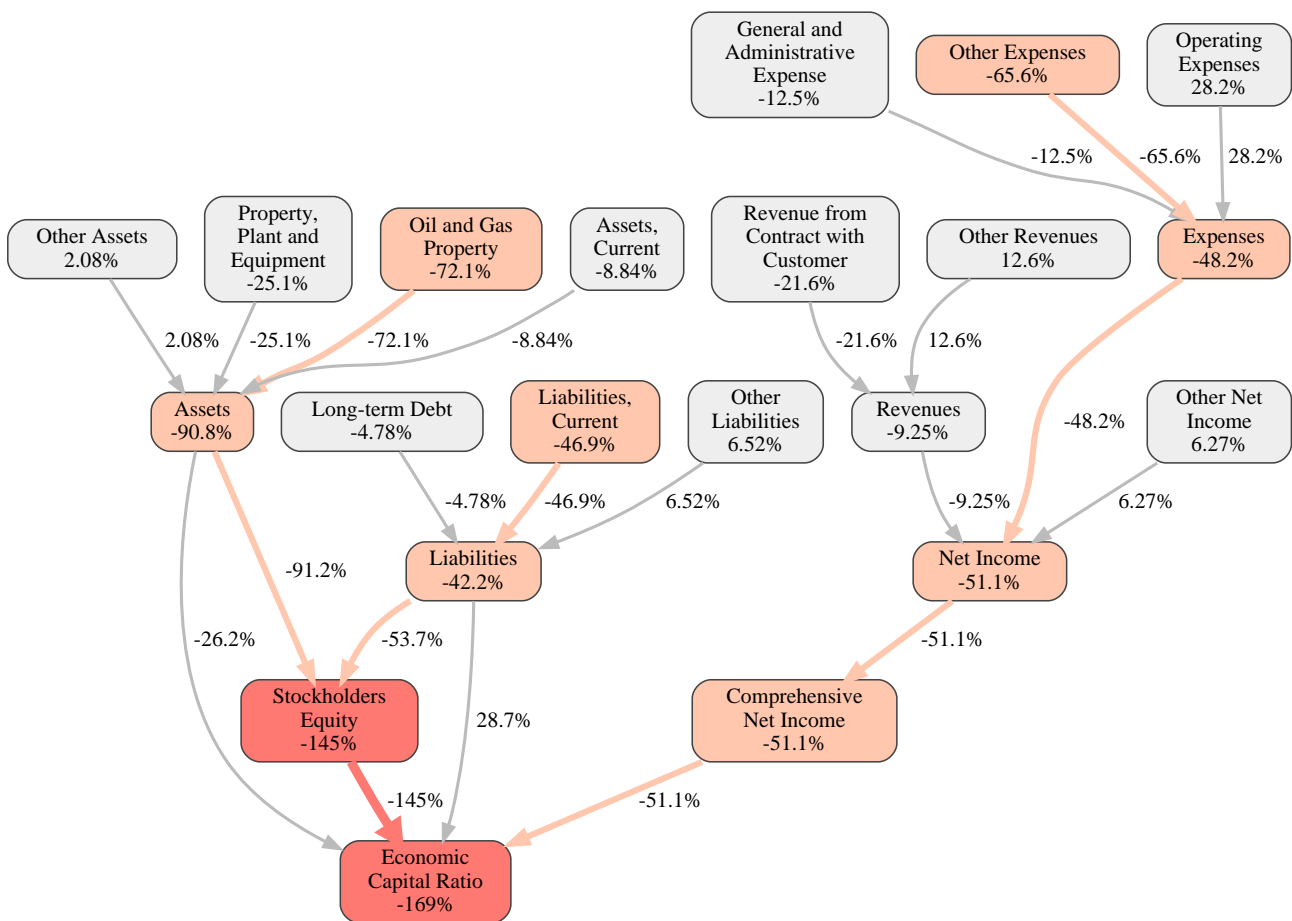 General and
Administrative
Expense
-12.5%
Other Expenses
-65.6%
Operating
Expenses
28.2%
-12.5%
-65.6%
28.2%
Other Assets
2.08%
Property,
Plant and
Equipment
-25.1%
Oil and Gas
Property
-72.1%
Assets,
Current
-8.84%
Revenue from
Contract with
Customer
-21.6%
Other Revenues
12.6%
Expenses
-48.2%
2.08%
-25.1%
-72.1%
-8.84%
-21.6%
12.6%
-48.2%
Assets
-90.8%
Long-term Debt
-4.78%
Liabilities,
Current
-46.9%
Other
Liabilities
6.52%
Revenues
-9.25%
Other Net
Income
6.27%
-4.78%
-46.9%
6.52%
-9.25%
6.27%
-91.2%
Liabilities
-42.2%
Net Income
-51.1%
-26.2%
-53.7%
-51.1%
Stockholders
Equity
-145%
28.7%
Comprehensive
Net Income
-51.1%
-145%
-51.1%
Economic
Capital Ratio
-169%